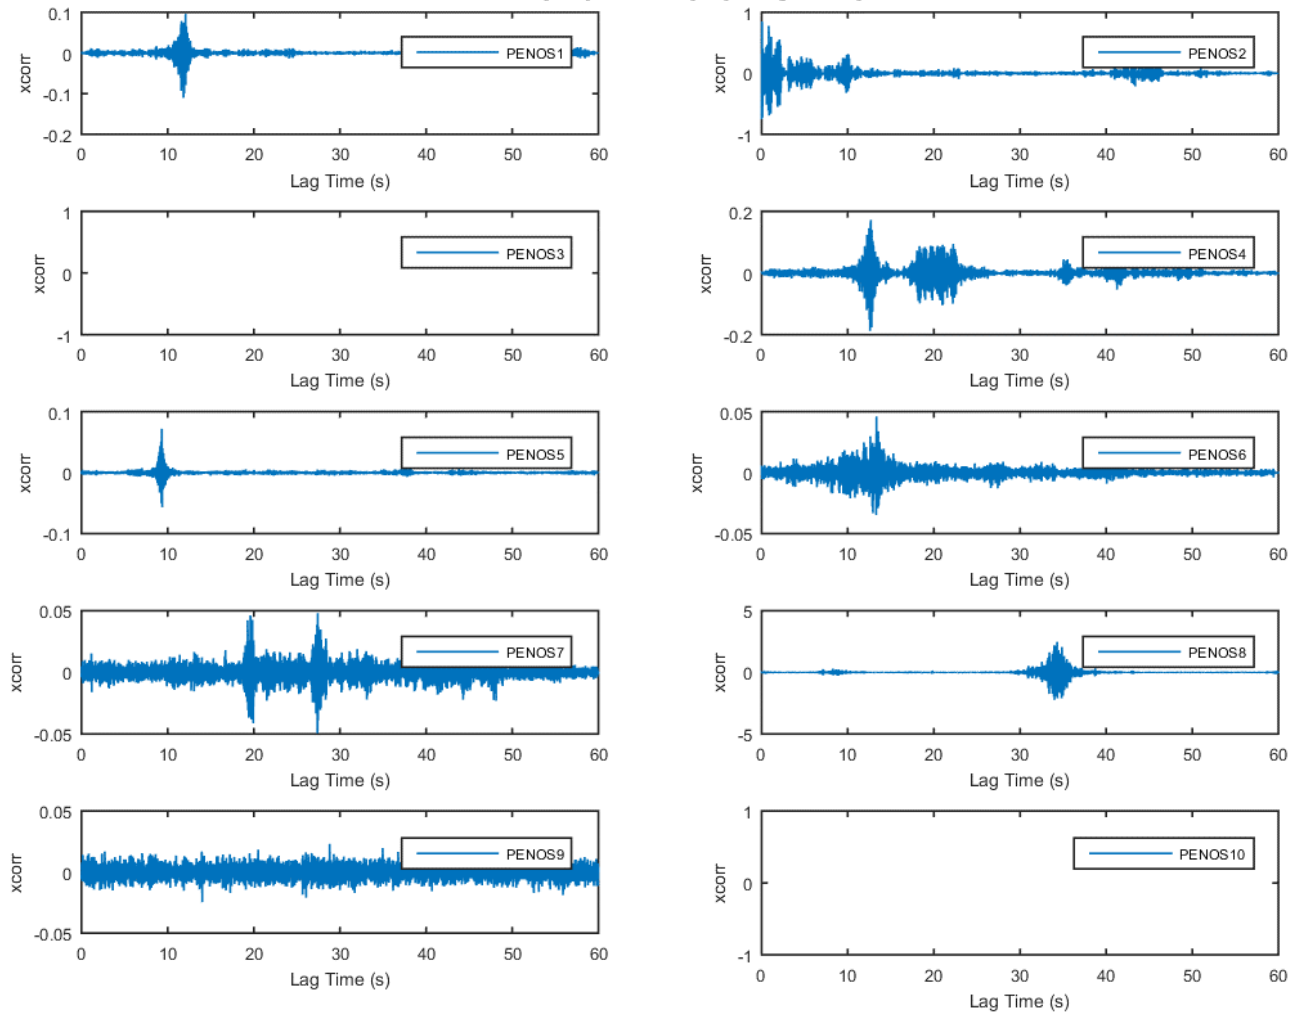 0.1
0
-0.1
-0.2
xcorr
PENOS1
0 10 20 30 40 50 60
Lag Time (s)
1
0
-1
xcorr
PENOS2
0 10 20 30 40 50 60
Lag Time (s)
1
0
-1
xcorr
PENOS3
0 10 20 30 40 50 60
Lag Time (s)
0.2
0
-0.2
xcorr
PENOS4
0 10 20 30 40 50 60
Lag Time (s)
0.1
0
-0.1
xcorr
PENOS5
0 10 20 30 40 50 60
Lag Time (s)
0.05
0
-0.05
xcorr
PENOS6
0 10 20 30 40 50 60
Lag Time (s)
0.05
0
-0.05
xcorr
PENOS7
0 10 20 30 40 50 60
Lag Time (s)
5
0
-5
xcorr
PENOS8
0 10 20 30 40 50 60
Lag Time (s)
0.05
0
-0.05
xcorr
PENOS9
0 10 20 30 40 50 60
Lag Time (s)
1
0
-1
xcorr
PENOS10
0 10 20 30 40 50 60
Lag Time (s)